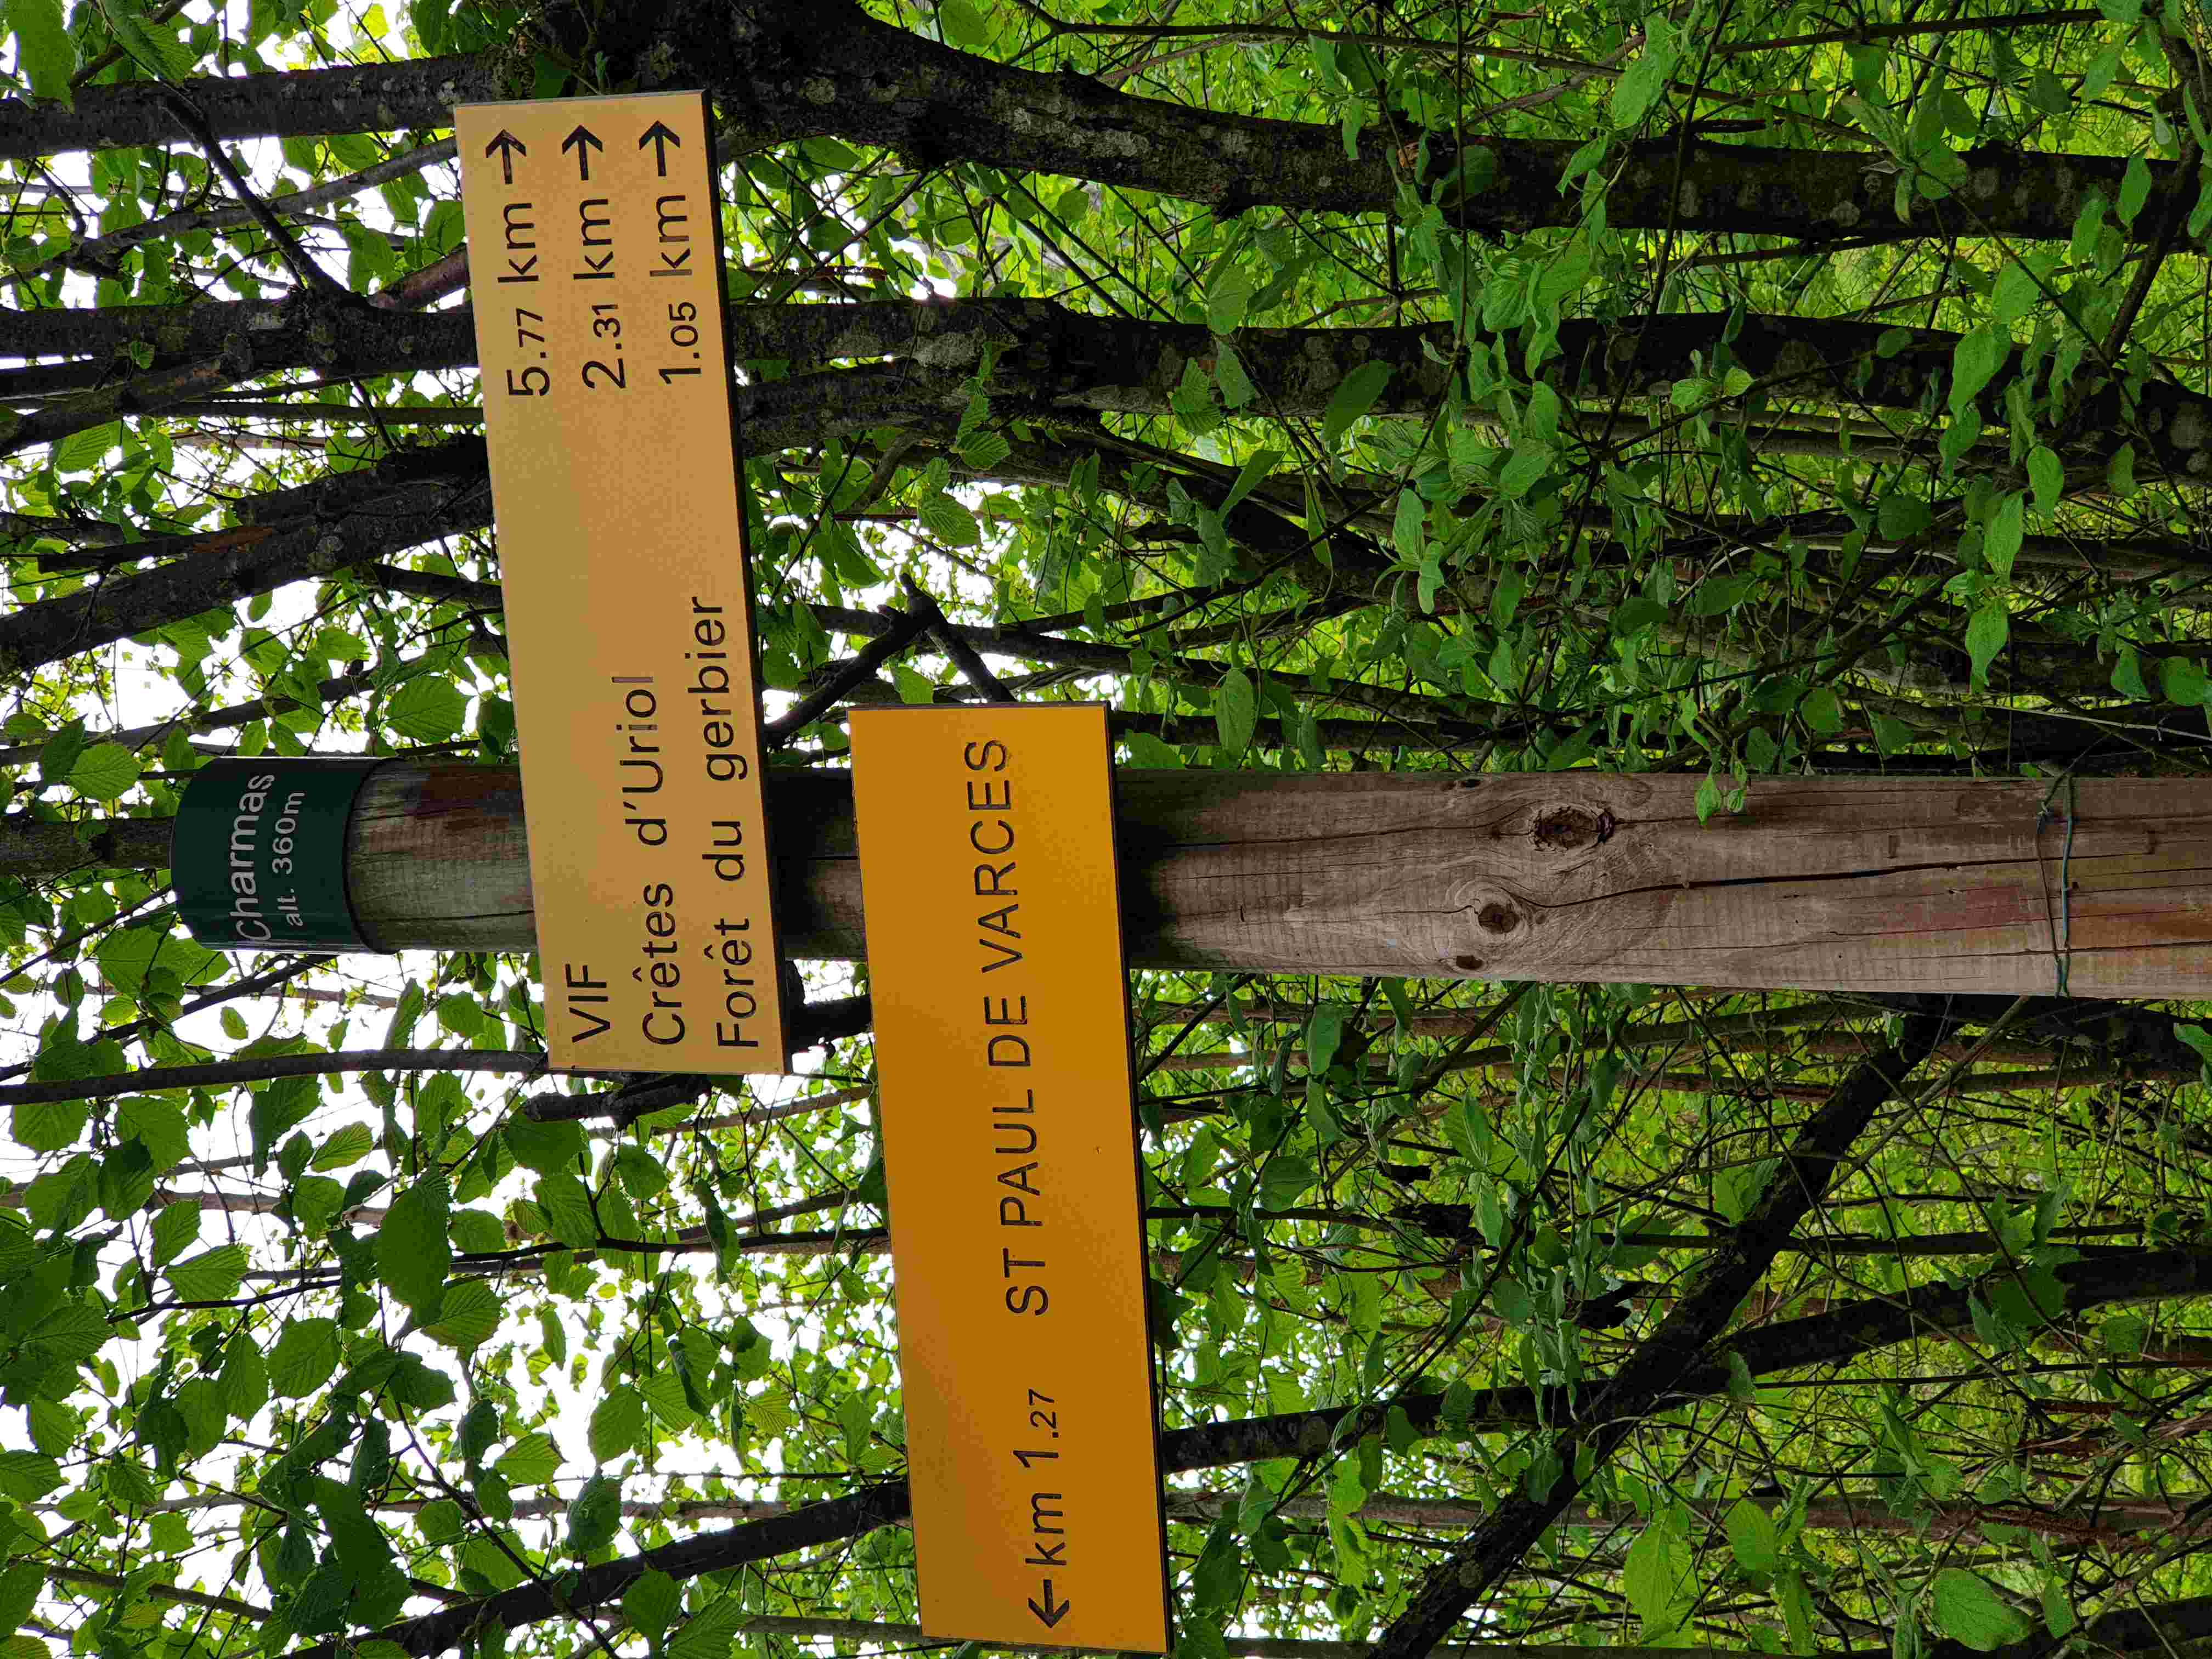 Charmas
alt. 360m
VIF 5.77 km →
Crêtes d'Uriol 2.31 km →
Forêt du gerbier 1.05 km →
← km 1.27 ST PAUL DE VARCES